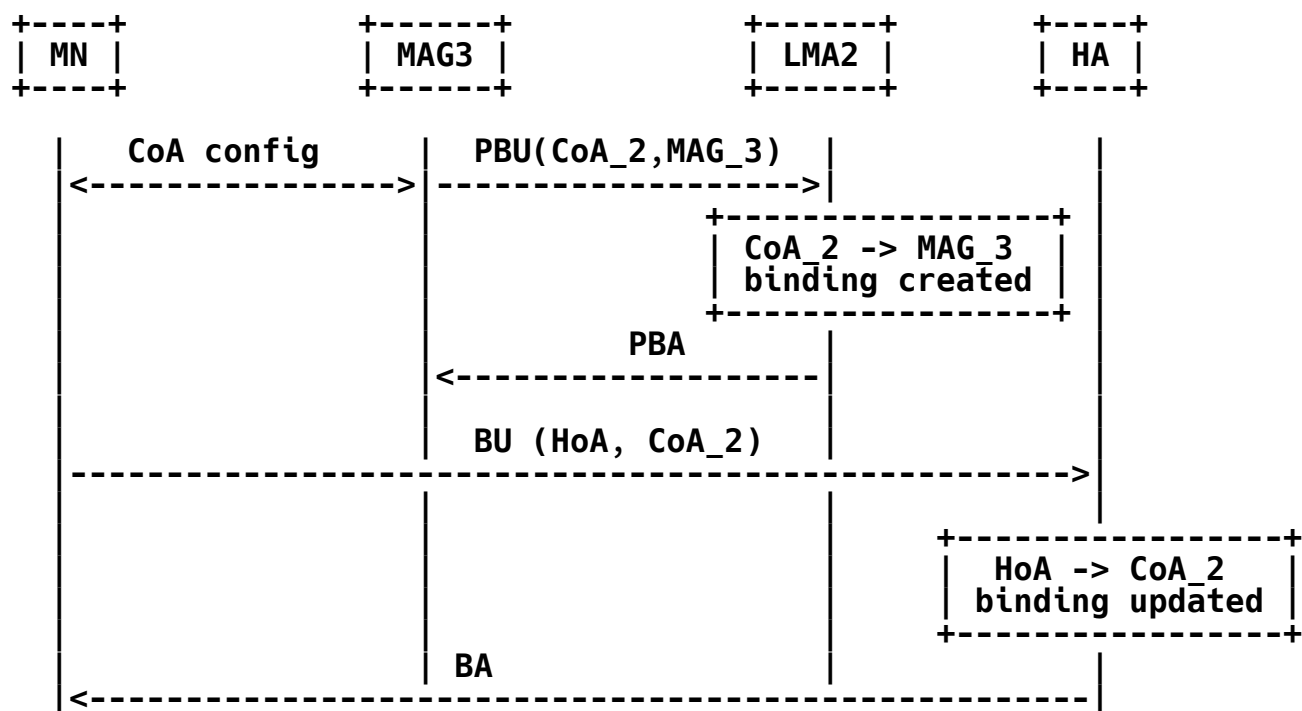 MN MAG3 LMA2 HA
CoA config PBU(CoA_2,MAG_3)
CoA_2 -> MAG_3
binding created
PBA
BU (HoA, CoA_2)
HoA -> CoA_2
binding updated
BA